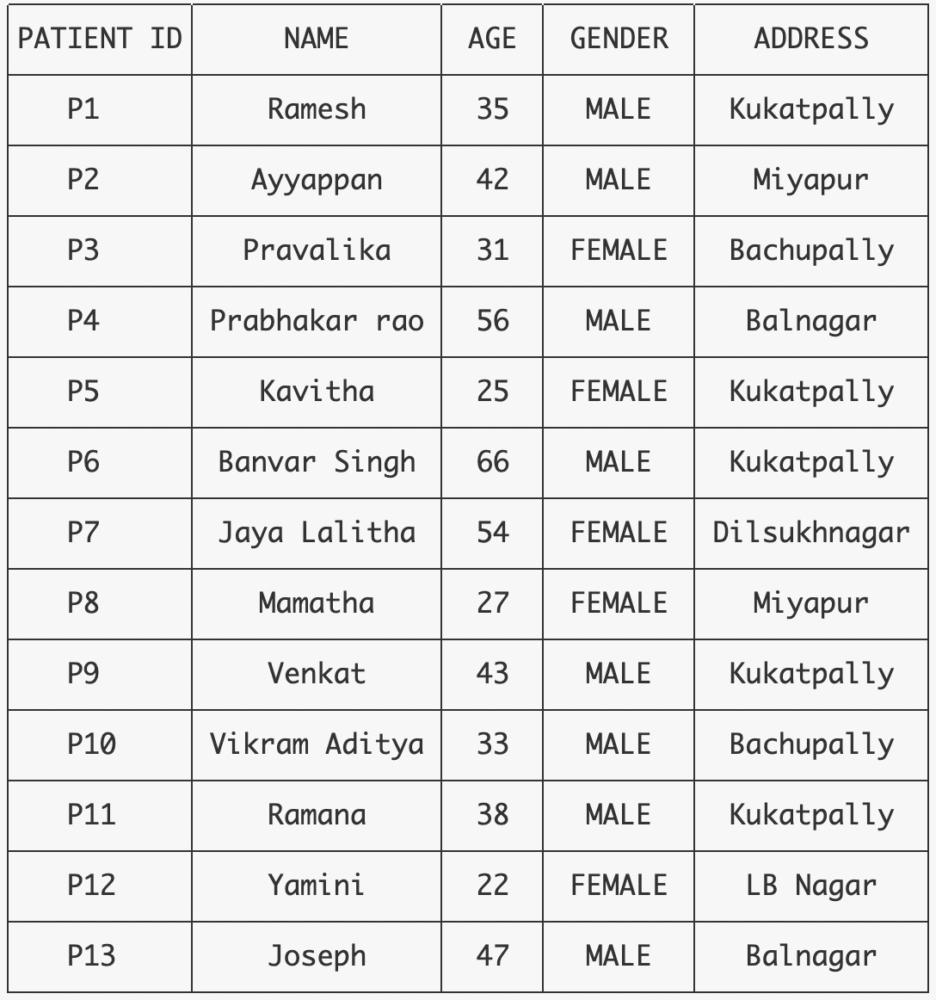 PATIENT ID NAME AGE GENDER ADDRESS
P1 Ramesh 35 MALE Kukatpally
P2 Ayyappan 42 MALE Miyapur
P3 Pravalika 31 FEMALE Bachupally
P4 Prabhakar rao 56 MALE Balnagar
P5 Kavitha 25 FEMALE Kukatpally
P6 Banvar Singh 66 MALE Kukatpally
P7 Jaya Lalitha 54 FEMALE Dilsukhnagar
P8 Mamatha 27 FEMALE Miyapur
P9 Venkat 43 MALE Kukatpally
P10 Vikram Aditya 33 MALE Bachupally
P11 Ramana 38 MALE Kukatpally
P12 Yamini 22 FEMALE LB Nagar
P13 Joseph 47 MALE Balnagar